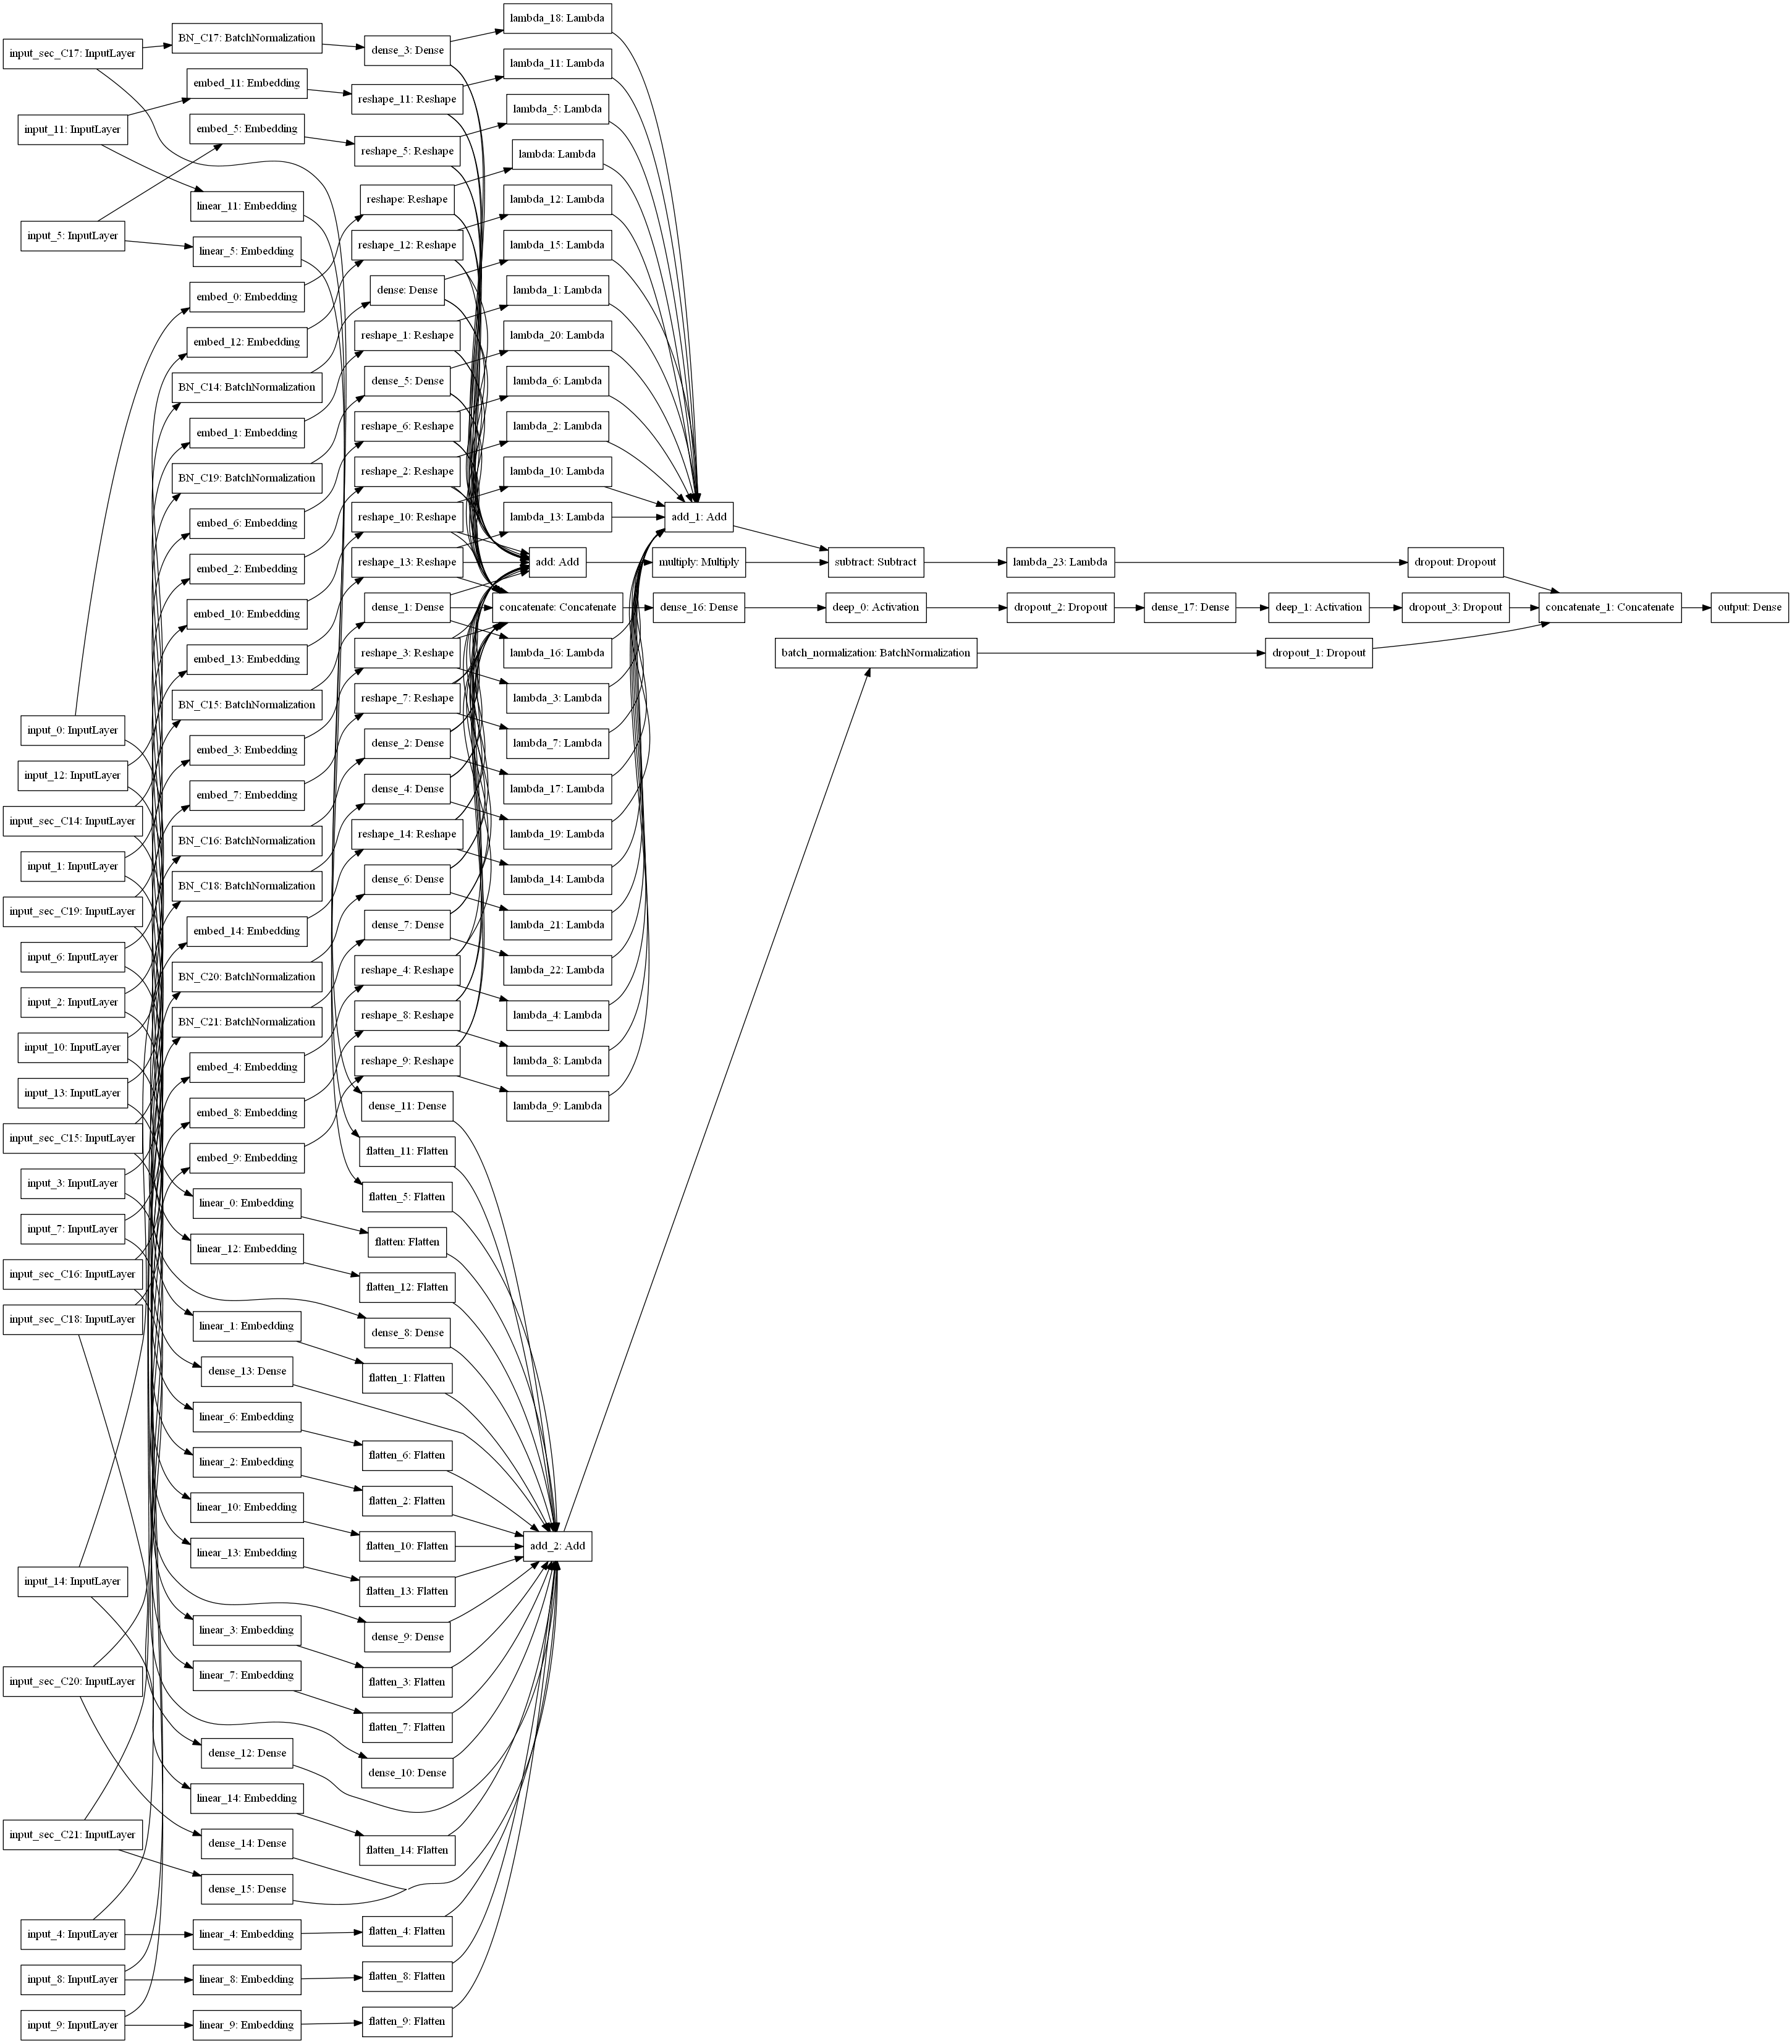 input_sec_C17: InputLayer
input_11: InputLayer
input_5: InputLayer
input_0: InputLayer
input_12: InputLayer
input_sec_C14: InputLayer
input_1: InputLayer
input_sec_C19: InputLayer
input_6: InputLayer
input_2: InputLayer
input_10: InputLayer
input_13: InputLayer
input_sec_C15: InputLayer
input_3: InputLayer
input_7: InputLayer
input_sec_C16: InputLayer
input_sec_C18: InputLayer
input_14: InputLayer
input_sec_C20: InputLayer
input_sec_C21: InputLayer
input_4: InputLayer
input_8: InputLayer
input_9: InputLayer
BN_C17: BatchNormalization
embed_11: Embedding
embed_5: Embedding
linear_11: Embedding
linear_5: Embedding
embed_0: Embedding
embed_12: Embedding
BN_C14: BatchNormalization
embed_1: Embedding
BN_C19: BatchNormalization
embed_6: Embedding
embed_2: Embedding
embed_10: Embedding
embed_13: Embedding
BN_C15: BatchNormalization
embed_3: Embedding
embed_7: Embedding
BN_C16: BatchNormalization
BN_C18: BatchNormalization
embed_14: Embedding
BN_C20: BatchNormalization
BN_C21: BatchNormalization
embed_4: Embedding
embed_8: Embedding
embed_9: Embedding
linear_0: Embedding
linear_12: Embedding
linear_1: Embedding
dense_13: Dense
linear_6: Embedding
linear_2: Embedding
linear_10: Embedding
linear_13: Embedding
linear_3: Embedding
linear_7: Embedding
dense_12: Dense
linear_14: Embedding
dense_14: Dense
dense_15: Dense
linear_4: Embedding
linear_8: Embedding
linear_9: Embedding
dense_3: Dense
reshape_11: Reshape
reshape_5: Reshape
reshape: Reshape
reshape_12: Reshape
dense: Dense
reshape_1: Reshape
dense_5: Dense
reshape_6: Reshape
reshape_2: Reshape
reshape_10: Reshape
reshape_13: Reshape
dense_1: Dense
reshape_3: Reshape
reshape_7: Reshape
dense_2: Dense
dense_4: Dense
reshape_14: Reshape
dense_6: Dense
dense_7: Dense
reshape_4: Reshape
reshape_8: Reshape
reshape_9: Reshape
dense_11: Dense
flatten_11: Flatten
flatten_5: Flatten
flatten: Flatten
flatten_12: Flatten
dense_8: Dense
flatten_1: Flatten
flatten_6: Flatten
flatten_2: Flatten
flatten_10: Flatten
flatten_13: Flatten
dense_9: Dense
flatten_3: Flatten
flatten_7: Flatten
dense_10: Dense
flatten_14: Flatten
flatten_4: Flatten
flatten_8: Flatten
flatten_9: Flatten
lambda_18: Lambda
lambda_11: Lambda
lambda_5: Lambda
lambda: Lambda
lambda_12: Lambda
lambda_15: Lambda
lambda_1: Lambda
lambda_20: Lambda
lambda_6: Lambda
lambda_2: Lambda
lambda_10: Lambda
lambda_13: Lambda
add: Add
concatenate: Concatenate
lambda_16: Lambda
lambda_3: Lambda
lambda_7: Lambda
lambda_17: Lambda
lambda_19: Lambda
lambda_14: Lambda
lambda_21: Lambda
lambda_22: Lambda
lambda_4: Lambda
lambda_8: Lambda
lambda_9: Lambda
add_2: Add
add_1: Add
multiply: Multiply
dense_16: Dense
subtract: Subtract
deep_0: Activation
batch_normalization: BatchNormalization
lambda_23: Lambda
dropout_2: Dropout
dense_17: Dense
deep_1: Activation
dropout_1: Dropout
dropout: Dropout
dropout_3: Dropout
concatenate_1: Concatenate
output: Dense